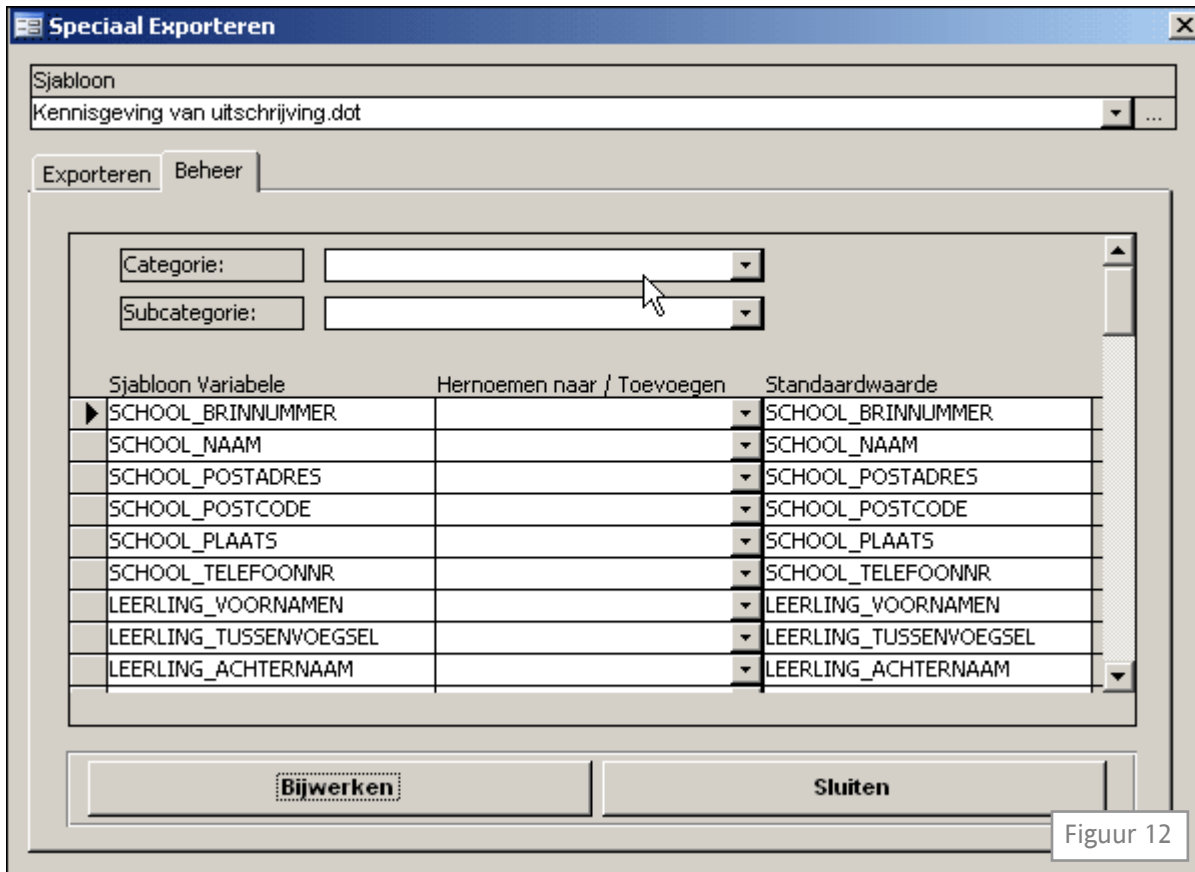 Speciaal Exporteren
Sjabloon
Kennisgeving van uitschrijving.dot
...
Exporteren Beheer
Categorie:
Subcategorie:
Sjabloon Variabele Hernoemen naar / Toevoegen Standaardwaarde
SCHOOL_BRINNUMMER SCHOOL_BRINNUMMER
SCHOOL_NAAM SCHOOL_NAAM
SCHOOL_POSTADRES SCHOOL_POSTADRES
SCHOOL_POSTCODE SCHOOL_POSTCODE
SCHOOL_PLAATS SCHOOL_PLAATS
SCHOOL_TELEFOONNR SCHOOL_TELEFOONNR
LEERLING_VOORNAMEN LEERLING_VOORNAMEN
LEERLING_TUSSENVOEGSEL LEERLING_TUSSENVOEGSEL
LEERLING_ACHTERNAAM LEERLING_ACHTERNAAM
Bijwerken Sluiten
Figuur 12